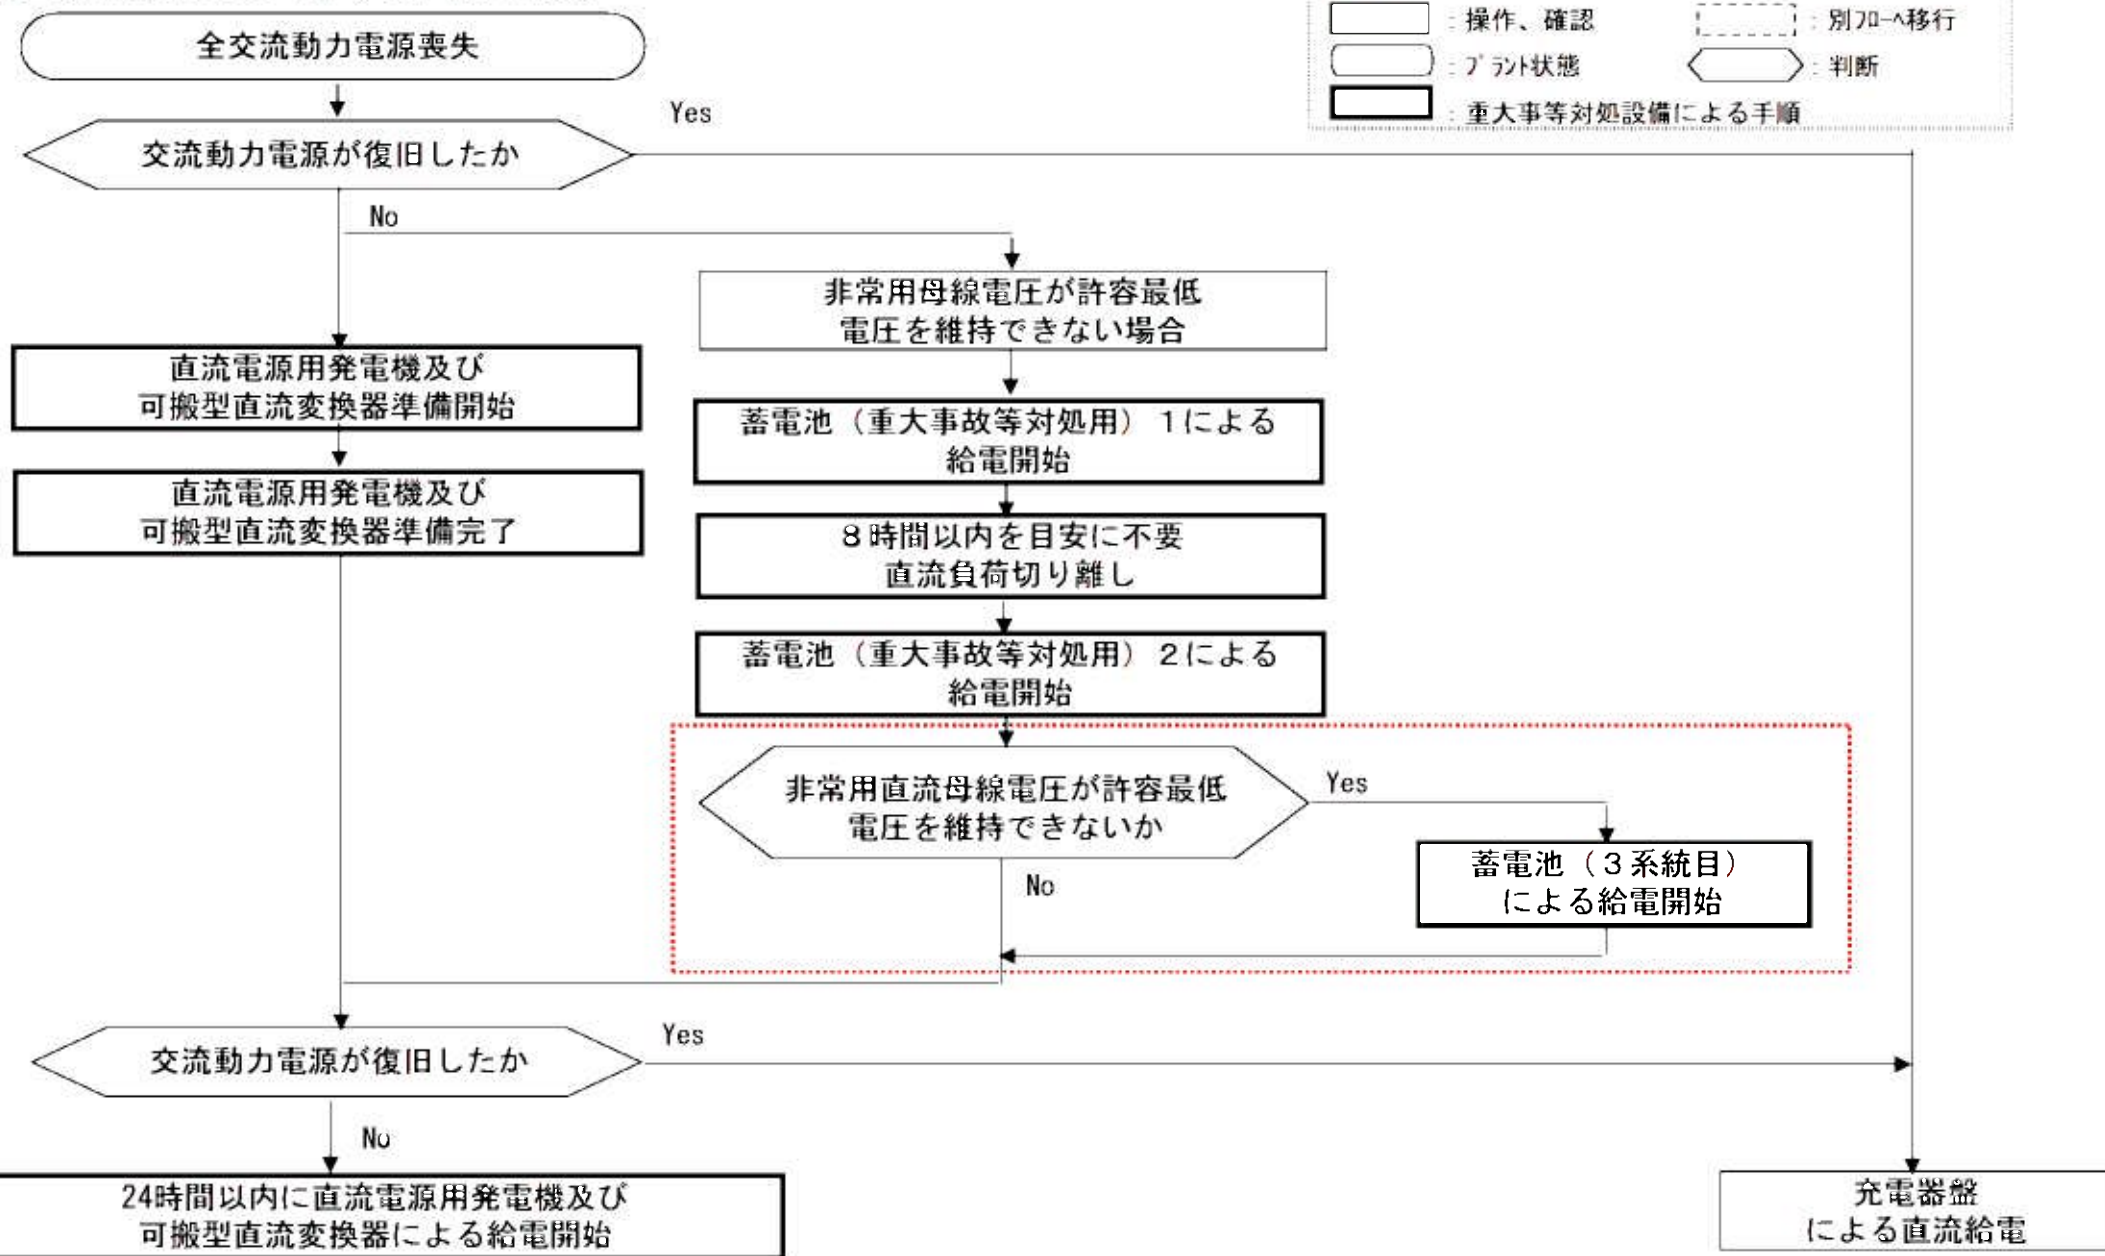 全交流動力電源喪失
: 操作、確認
: 別ﾌﾛｰへ移行
: ﾌﾟﾗﾝﾄ状態
: 判断
: 重大事等対処設備による手順
交流動力電源が復旧したか
Yes
No
非常用母線電圧が許容最低
電圧を維持できない場合
直流電源用発電機及び
可搬型直流変換器準備開始
蓄電池（重大事故等対処用）１による
給電開始
直流電源用発電機及び
可搬型直流変換器準備完了
８時間以内を目安に不要
直流負荷切り離し
蓄電池（重大事故等対処用）２による
給電開始
非常用直流母線電圧が許容最低
電圧を維持できないか
Yes
No
蓄電池（３系統目）
による給電開始
交流動力電源が復旧したか
Yes
No
24時間以内に直流電源用発電機及び
可搬型直流変換器による給電開始
充電器盤
による直流給電